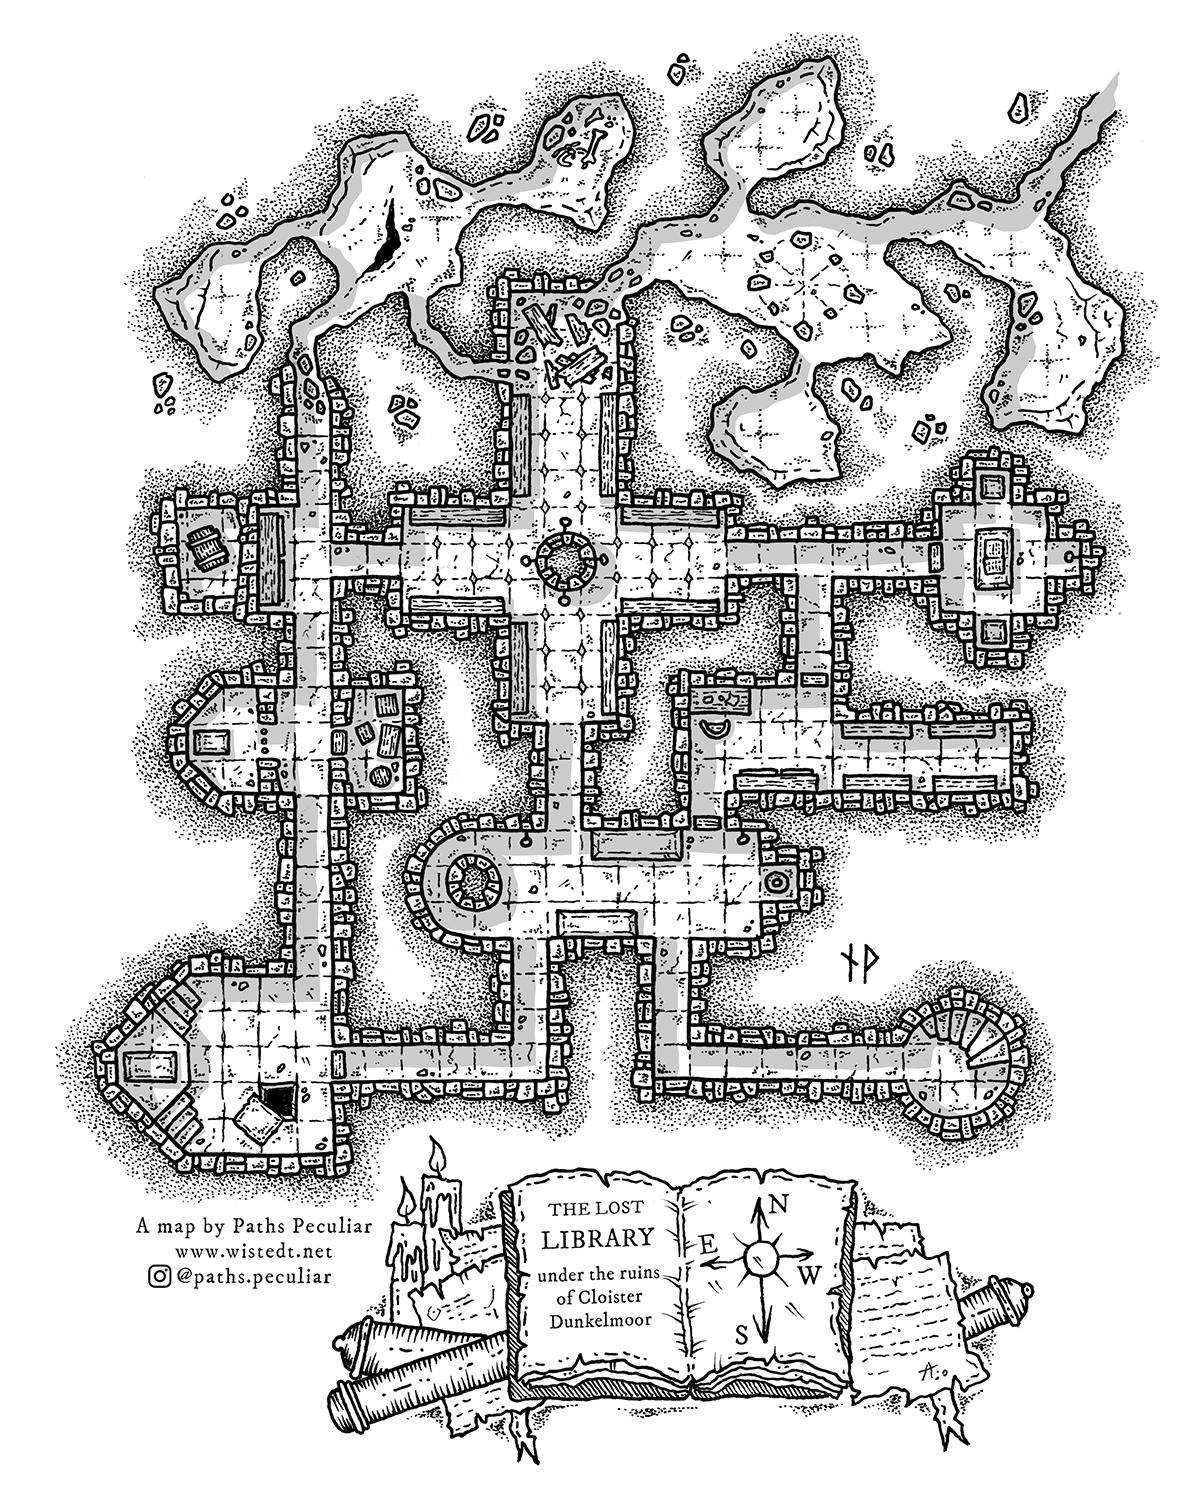 ᚾᚹ
A map by Paths Peculiar
www.wistedt.net
@paths.peculiar
THE LOST
LIBRARY
under the ruins
of Cloister
Dunkelmoor
N
E
W
S
A:o